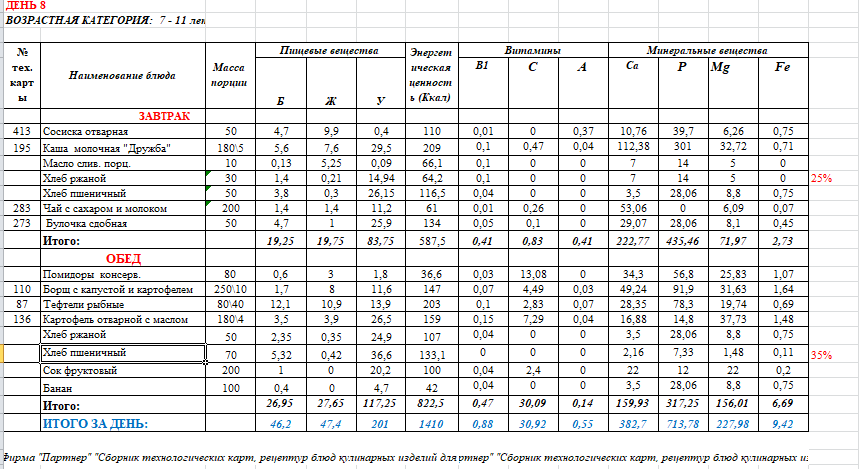 ДЕНЬ 8
ВОЗРАСТНАЯ КАТЕГОРИЯ: 7 - 11 лет
№ тех. карт ы Наименование блюда Масса порции Пищевые вещества Энергет ическая ценност ь (Ккал) Витамины Минеральные вещества
Б Ж У B1 C A Ca P Mg Fe
ЗАВТРАК
413 Сосиска отварная 50 4,7 9,9 0,4 110 0,01 0 0,37 10,76 39,7 6,26 0,75
195 Каша молочная "Дружба" 180\5 5,6 7,6 29,5 209 0,1 0,47 0,04 112,38 301 32,72 0,71
Масло слив. порц. 10 0,13 5,25 0,09 66,1 0,1 0 0 7 14 5 0
Хлеб ржаной 30 1,4 0,21 14,94 64,2 0,1 0 0 7 14 5 0 25%
Хлеб пшеничный 50 3,8 0,3 26,15 116,5 0,04 0 0 3,5 28,06 8,8 0,75
283 Чай с сахаром и молоком 200 1,4 1,4 11,2 61 0,01 0,26 0 53,06 0 6,09 0,07
273 Булочка сдобная 50 4,7 1 25,9 134 0,05 0,1 0 29,07 28,06 8,1 0,45
Итого: 19,25 19,75 83,75 587,5 0,41 0,83 0,41 222,77 435,46 71,97 2,73
ОБЕД
Помидоры консерв. 80 0,6 3 1,8 36,6 0,03 13,08 0 34,3 56,8 25,83 1,07
110 Борщ с капустой и картофелем 250\10 1,7 8 11,6 147 0,07 4,49 0,03 49,24 91,9 31,63 1,64
87 Тефтели рыбные 80\40 12,1 10,9 13,9 203 0,1 2,83 0,07 28,35 78,3 19,74 0,69
136 Картофель отварной с маслом 180\4 3,5 3,9 26,5 159 0,15 7,29 0,04 16,88 14,8 37,73 1,48
Хлеб ржаной 50 2,35 0,35 24,9 107 0,04 0 0 3,5 28,06 8,8 0,75
Хлеб пшеничный 70 5,32 0,42 36,6 133,1 0 0 0 2,16 7,33 1,48 0,11 35%
Сок фруктовый 200 1 0 20,2 100 0,04 2,4 0 22 12 22 0,2
Банан 100 0,4 0 4,7 42 0,04 0 0 3,5 28,06 8,8 0,75
Итого: 26,95 27,65 117,25 822,5 0,47 30,09 0,14 159,93 317,25 156,01 6,69
ИТОГО ЗА ДЕНЬ: 46,2 47,4 201 1410 0,88 30,92 0,55 382,7 713,78 227,98 9,42
Фирма "Партнер" "Сборник технологических карт, рецептур блюд кулинарных изделий для ртнер" "Сборник технологических карт, рецептур блюд кулинарных из